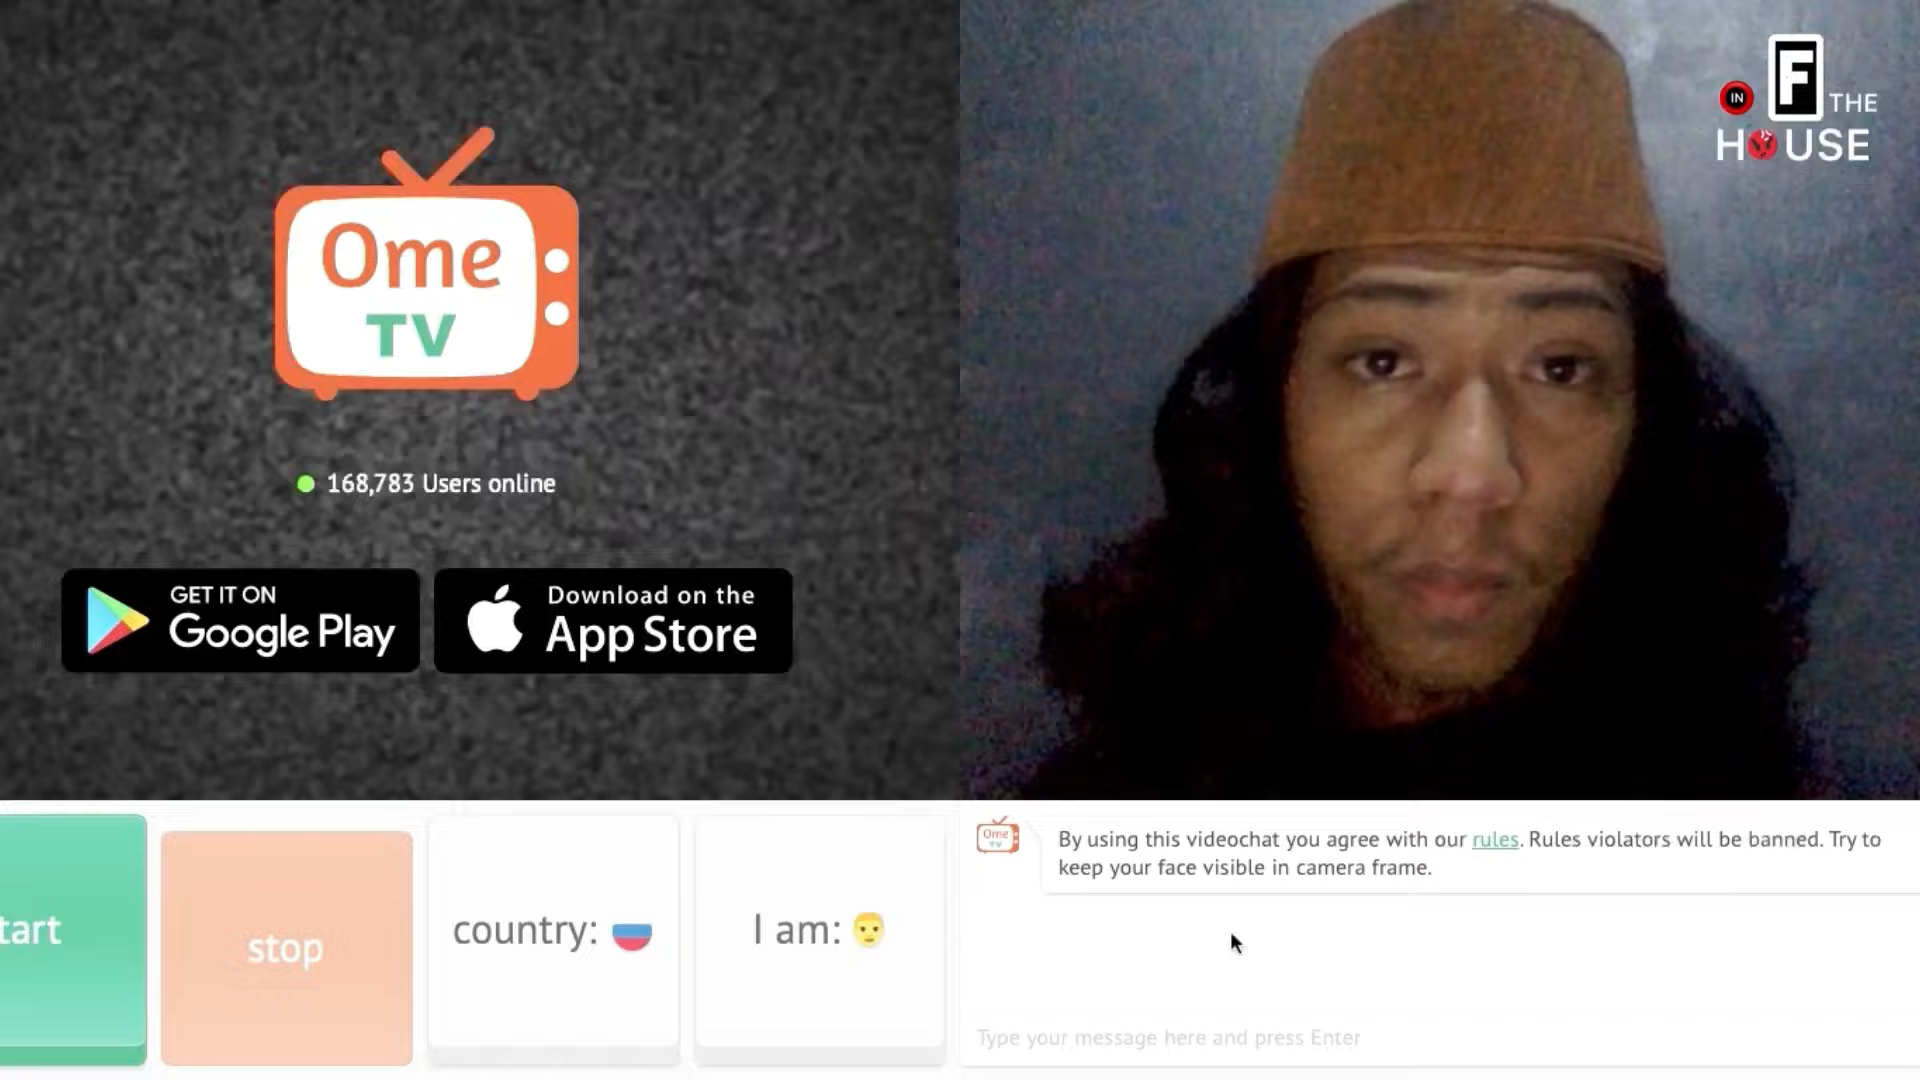 Ome
TV
168,783 Users online
GET IT ON
Google Play
Download on the
App Store
IN F THE
HOUSE
tart
stop
country:
I am:
Ome
TV
By using this videochat you agree with our rules. Rules violators will be banned. Try to
keep your face visible in camera frame.
Type your message here and press Enter